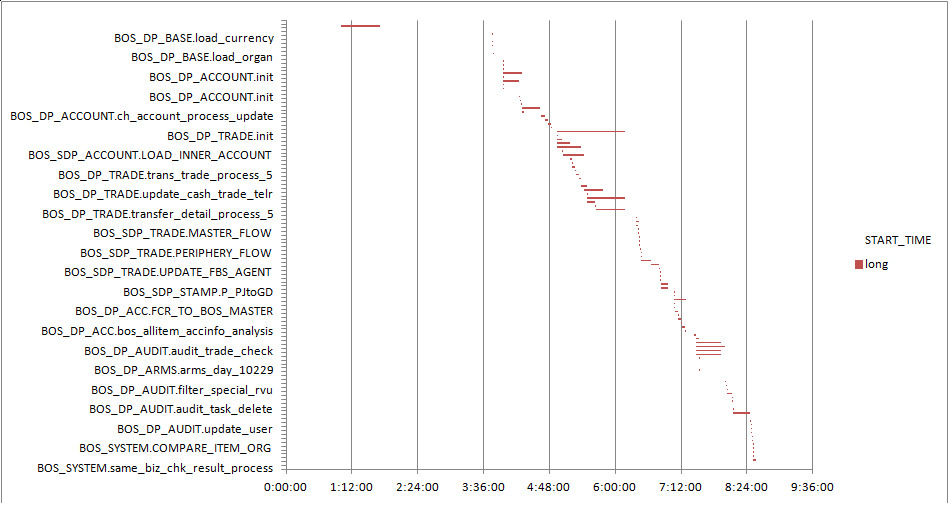 BOS_DP_BASE.load_currency
BOS_DP_BASE.load_organ
BOS_DP_ACCOUNT.init
BOS_DP_ACCOUNT.init
BOS_DP_ACCOUNT.ch_account_process_update
BOS_DP_TRADE.init
BOS_SDP_ACCOUNT.LOAD_INNER_ACCOUNT
BOS_DP_TRADE.trans_trade_process_5
BOS_DP_TRADE.update_cash_trade_telr
BOS_DP_TRADE.transfer_detail_process_5
BOS_SDP_TRADE.MASTER_FLOW
BOS_SDP_TRADE.PERIPHERY_FLOW
BOS_SDP_TRADE.UPDATE_FBS_AGENT
BOS_SDP_STAMP.P_PJtoGD
BOS_DP_ACC.FCR_TO_BOS_MASTER
BOS_DP_ACC.bos_allitem_accinfo_analysis
BOS_DP_AUDIT.audit_trade_check
BOS_DP_ARMS.arms_day_10229
BOS_DP_AUDIT.filter_special_rvu
BOS_DP_AUDIT.audit_task_delete
BOS_DP_AUDIT.update_user
BOS_SYSTEM.COMPARE_ITEM_ORG
BOS_SYSTEM.same_biz_chk_result_process
0:00:00 1:12:00 2:24:00 3:36:00 4:48:00 6:00:00 7:12:00 8:24:00 9:36:00
START_TIME
long